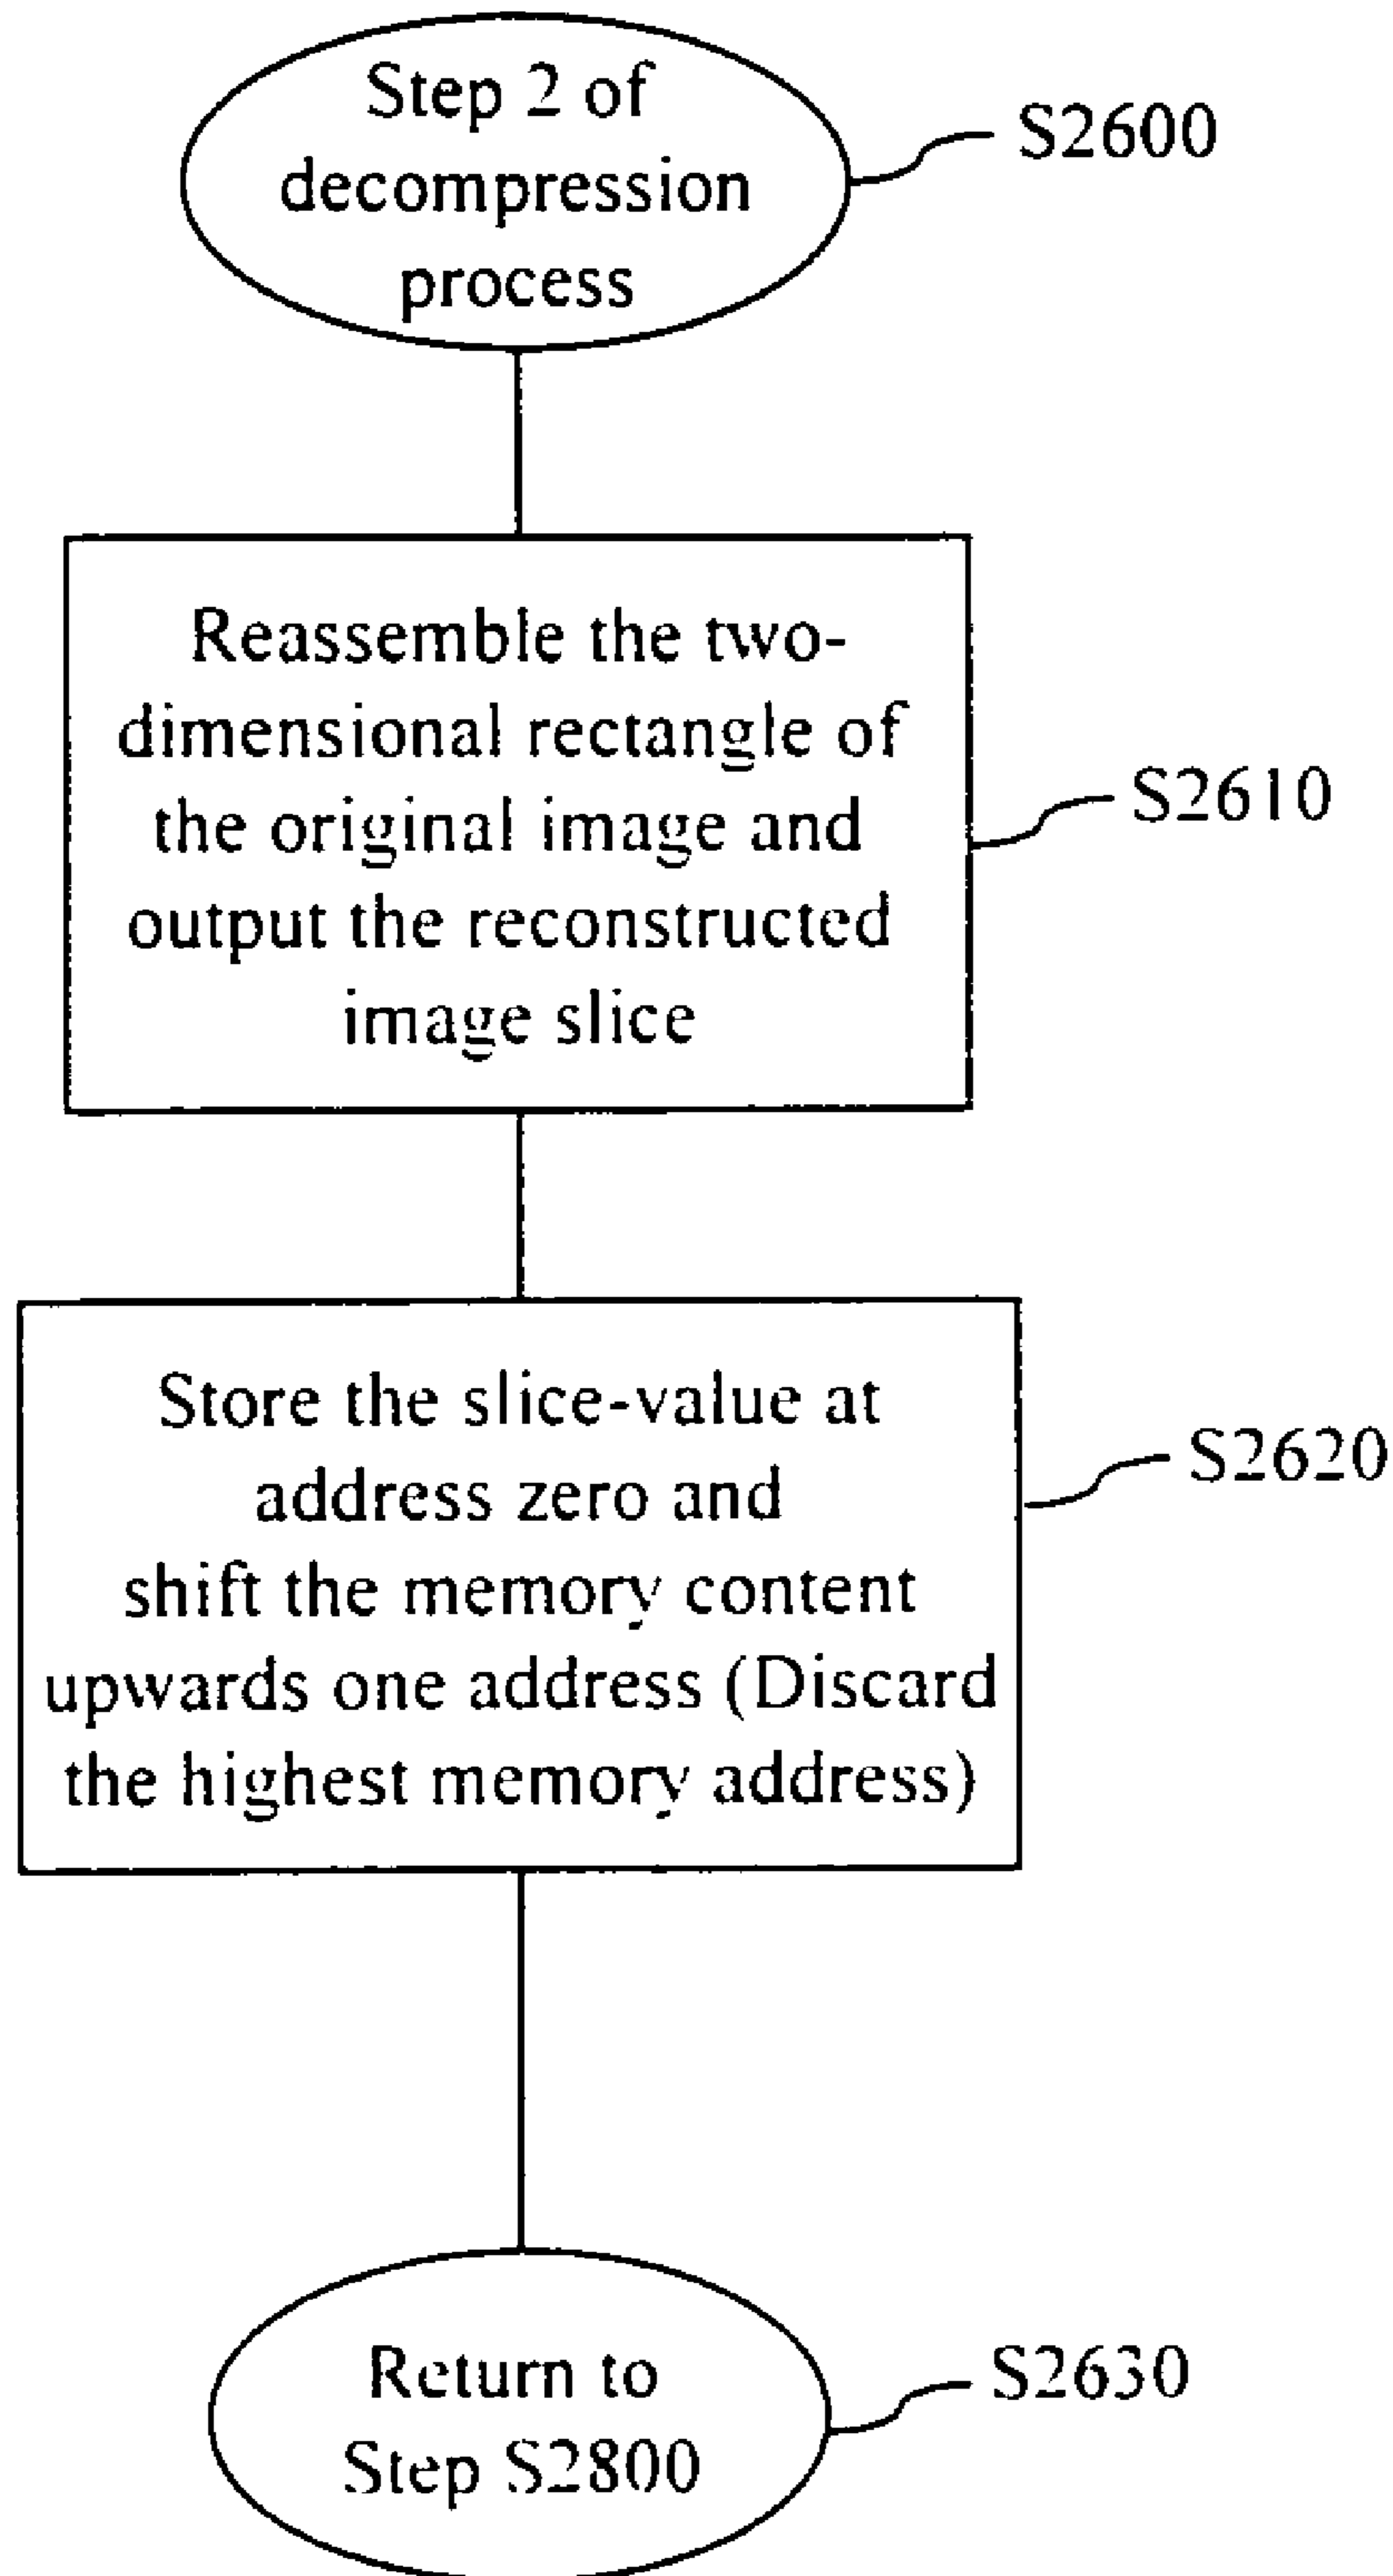 Step 2 of
decompression
process
S2600
Reassemble the two-
dimensional rectangle of
the original image and
output the reconstructed
image slice
S2610
Store the slice-value at
address zero and
shift the memory content
upwards one address (Discard
the highest memory address)
S2620
Return to
Step S2800
S2630